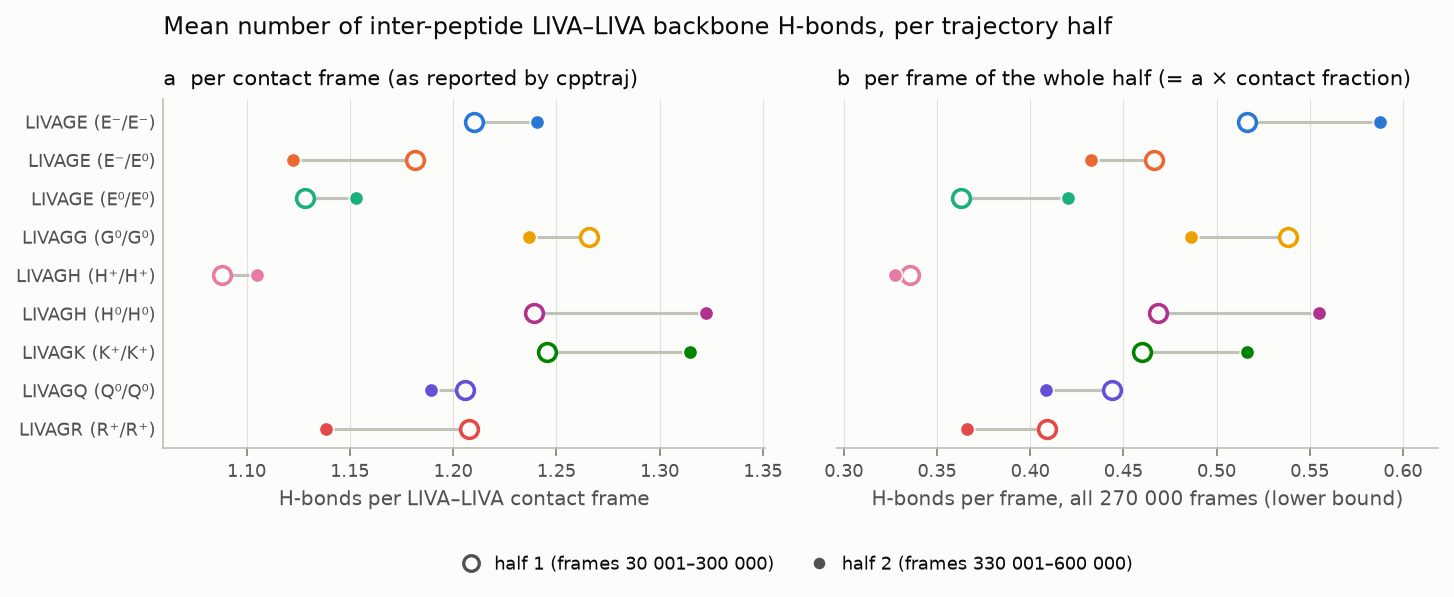 Mean number of inter-peptide LIVA–LIVA backbone H-bonds, per trajectory half
a per contact frame (as reported by cpptraj)
LIVAGE (E⁻/E⁻)
LIVAGE (E⁻/E⁰)
LIVAGE (E⁰/E⁰)
LIVAGG (G⁰/G⁰)
LIVAGH (H⁺/H⁺)
LIVAGH (H⁰/H⁰)
LIVAGK (K⁺/K⁺)
LIVAGQ (Q⁰/Q⁰)
LIVAGR (R⁺/R⁺)
1.10 1.15 1.20 1.25 1.30 1.35
H-bonds per LIVA–LIVA contact frame
b per frame of the whole half (= a × contact fraction)
0.30 0.35 0.40 0.45 0.50 0.55 0.60
H-bonds per frame, all 270 000 frames (lower bound)
half 1 (frames 30 001–300 000)
half 2 (frames 330 001–600 000)